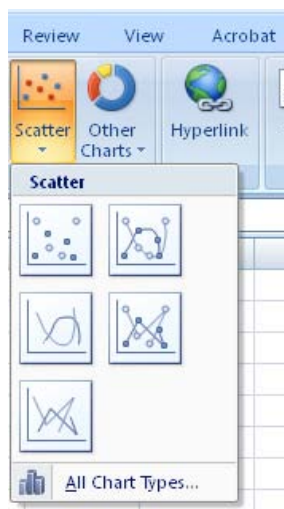 Review View Acrobat
Scatter Other Charts Hyperlink
Scatter
All Chart Types...